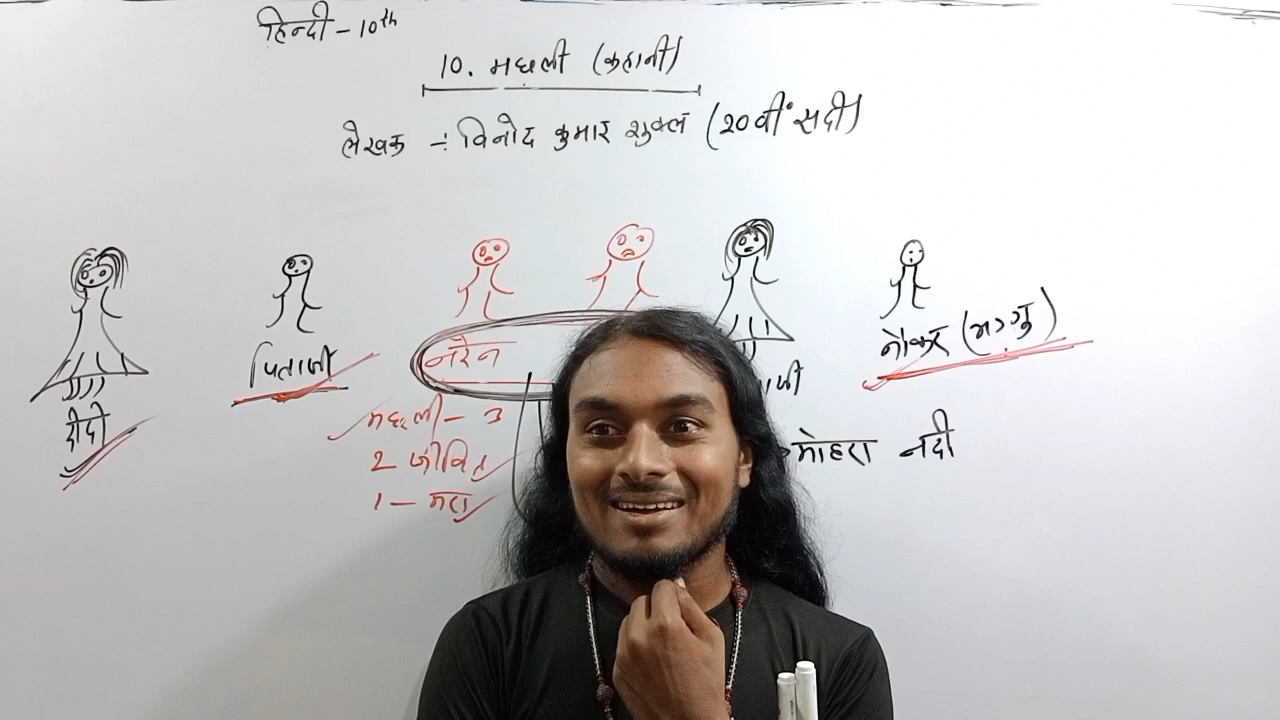 हिन्दी - 10th
10. मछली (कहानी)
लेखक ÷ विनोद कुमार शुक्ल (20वीं सदी)
दीदी
पिताजी
नरेन
नौकर (भग्गु)
मछली - 3
2 जीवित
1 - मरा
मोहरा नदी